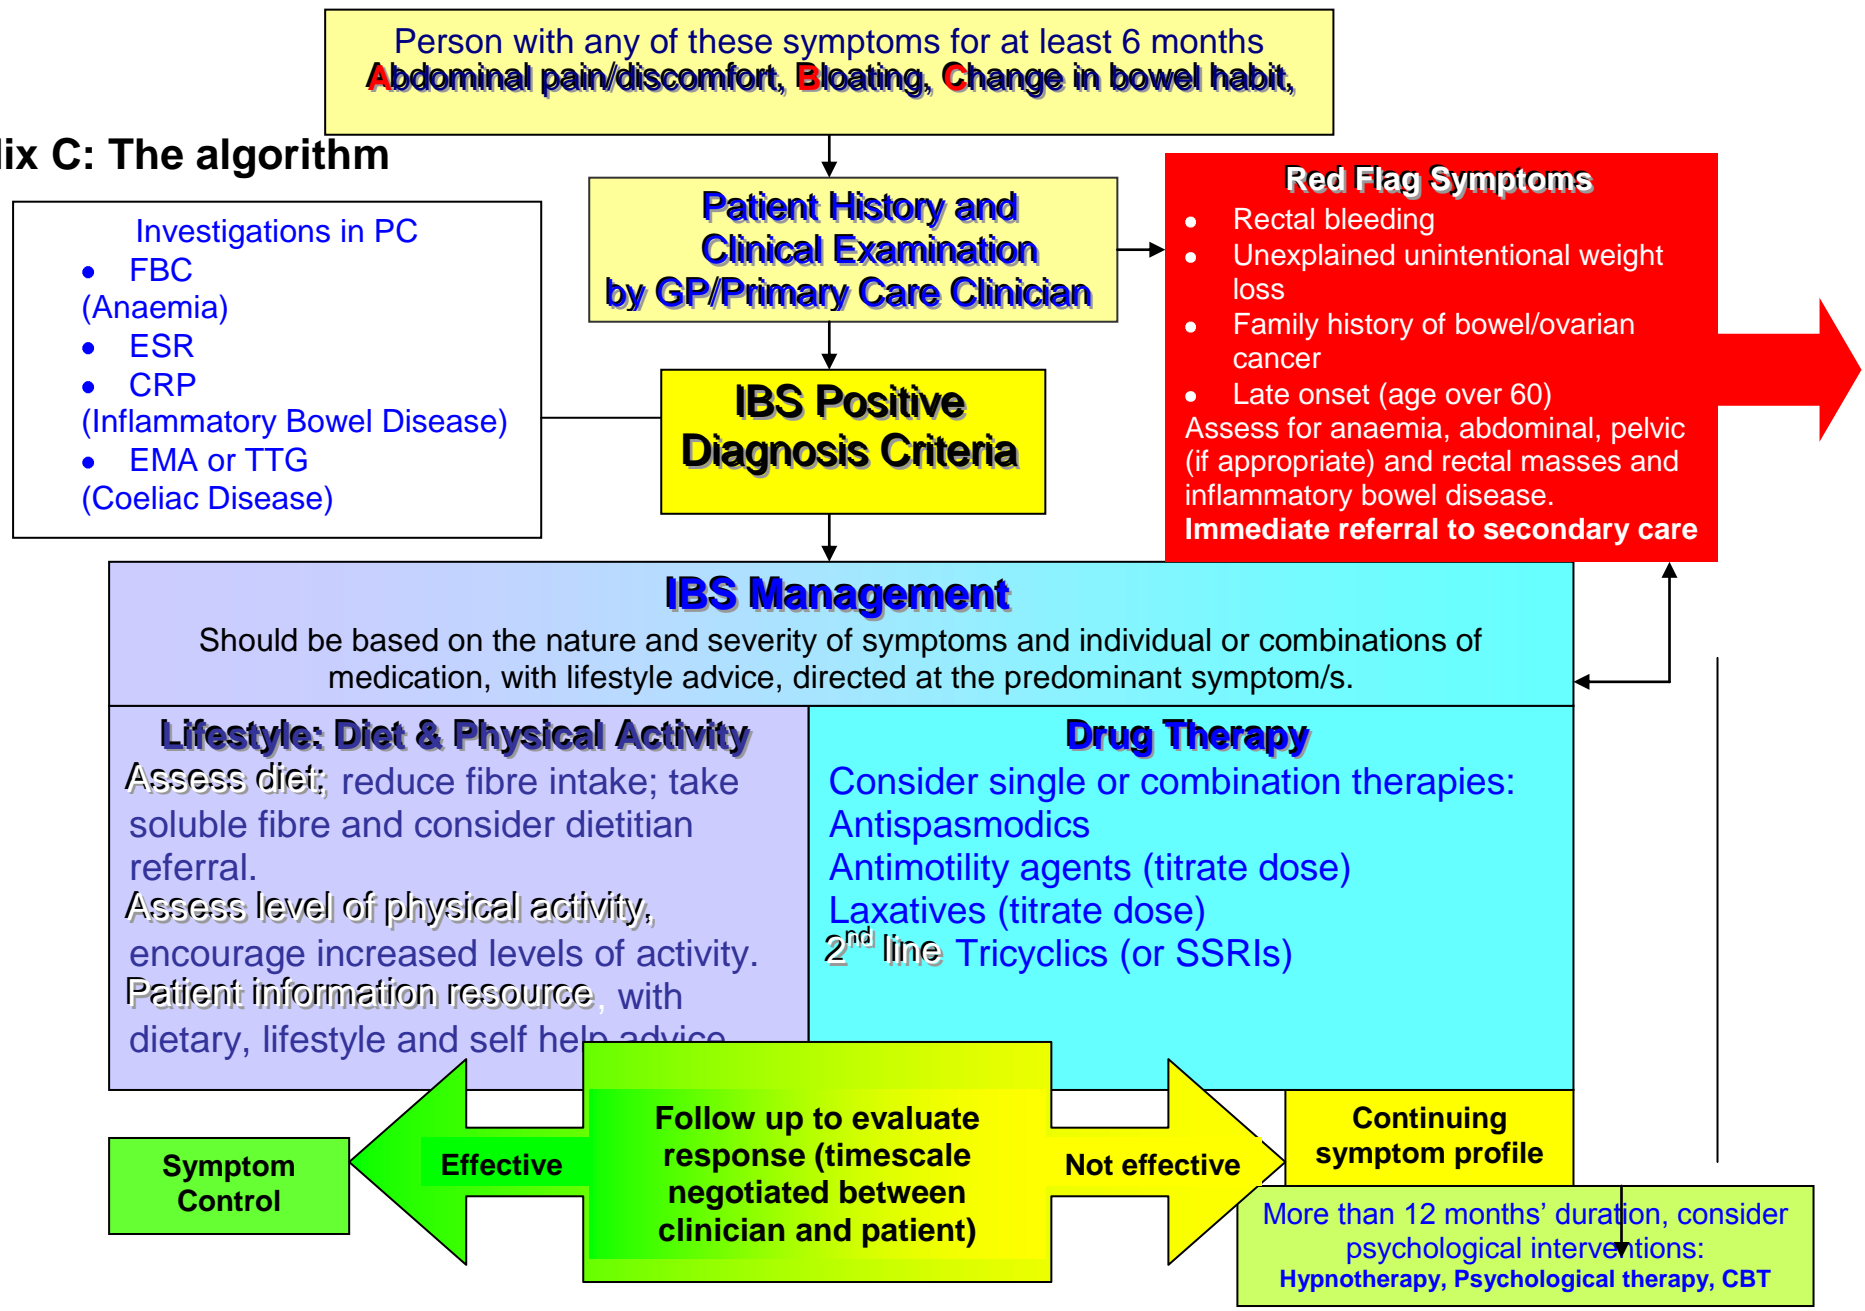 Person with any of these symptoms for at least 6 months
Abdominal pain/discomfort, Bloating, Change in bowel habit,
lix C: The algorithm
Patient History and
Clinical Examination
by GP/Primary Care Clinician
Red Flag Symptoms
• Rectal bleeding
• Unexplained unintentional weight
loss
• Family history of bowel/ovarian
cancer
• Late onset (age over 60)
Assess for anaemia, abdominal, pelvic
(if appropriate) and rectal masses and
inflammatory bowel disease.
Immediate referral to secondary care
Investigations in PC
• FBC
(Anaemia)
• ESR
• CRP
(Inflammatory Bowel Disease)
• EMA or TTG
(Coeliac Disease)
IBS Positive
Diagnosis Criteria
IBS Management
Should be based on the nature and severity of symptoms and individual or combinations of
medication, with lifestyle advice, directed at the predominant symptom/s.
Lifestyle: Diet & Physical Activity
Assess diet; reduce fibre intake; take
soluble fibre and consider dietitian
referral.
Assess level of physical activity,
encourage increased levels of activity.
Patient information resource, with
dietary, lifestyle and self help advice
Drug Therapy
Consider single or combination therapies:
Antispasmodics
Antimotility agents (titrate dose)
Laxatives (titrate dose)
2nd line Tricyclics (or SSRIs)
Symptom
Control
Effective
Follow up to evaluate
response (timescale
negotiated between
clinician and patient)
Not effective
Continuing
symptom profile
More than 12 months' duration, consider
psychological interventions:
Hypnotherapy, Psychological therapy, CBT